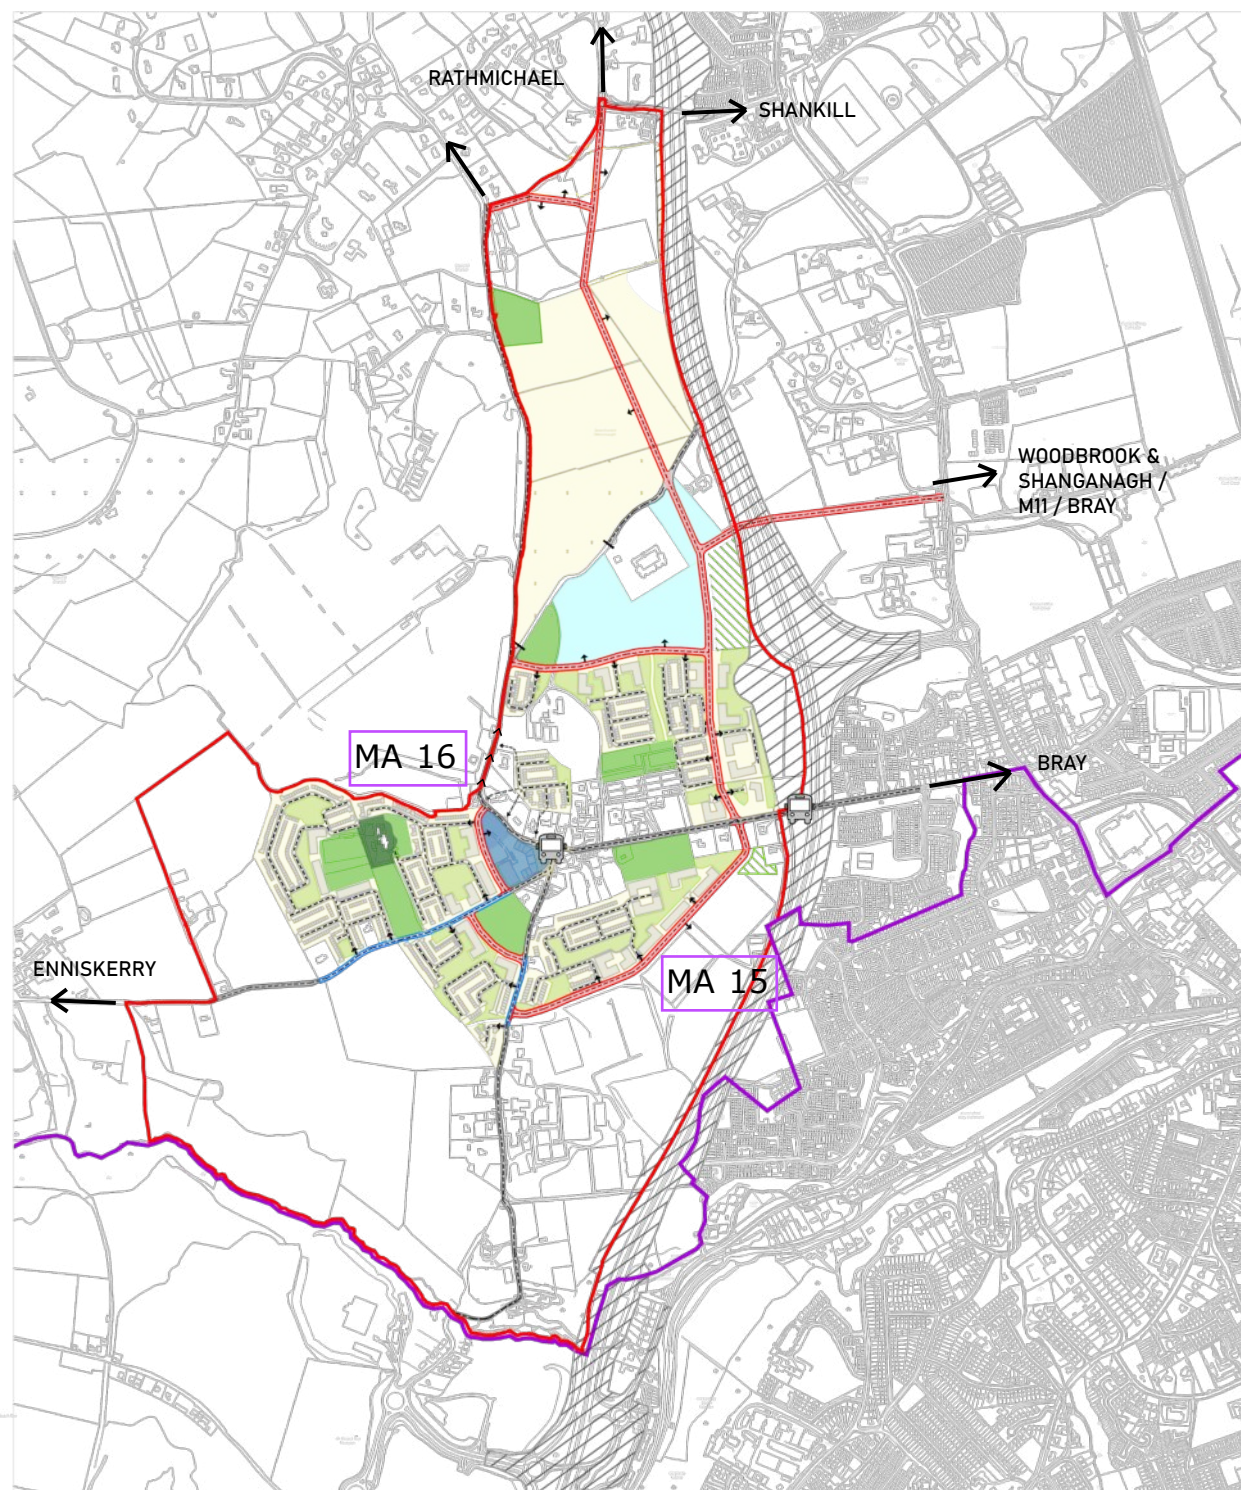 RATHMICHAEL
SHANKILL
WOODBROOK &
SHANGANAGH /
M11 / BRAY
MA 16
BRAY
ENNISKERRY
MA 15